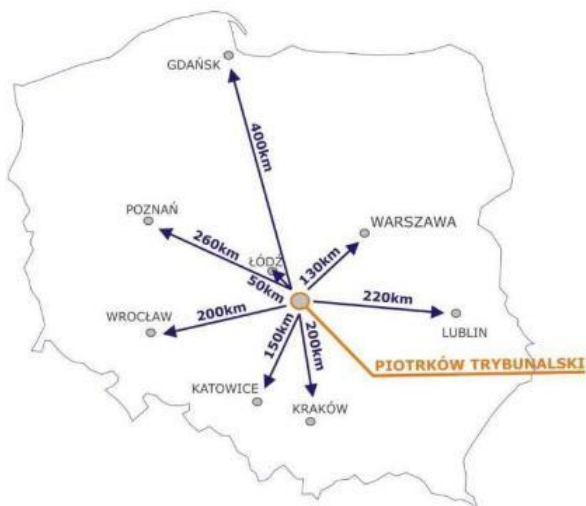 GDAŃSK
400km
POZNAŃ
260km
ŁÓDŹ
50km
WARSZAWA
130km
WROCŁAW
200km
220km
LUBLIN
150km
200km
PIOTRKÓW TRYBUNALSKI
KATOWICE
KRAKÓW